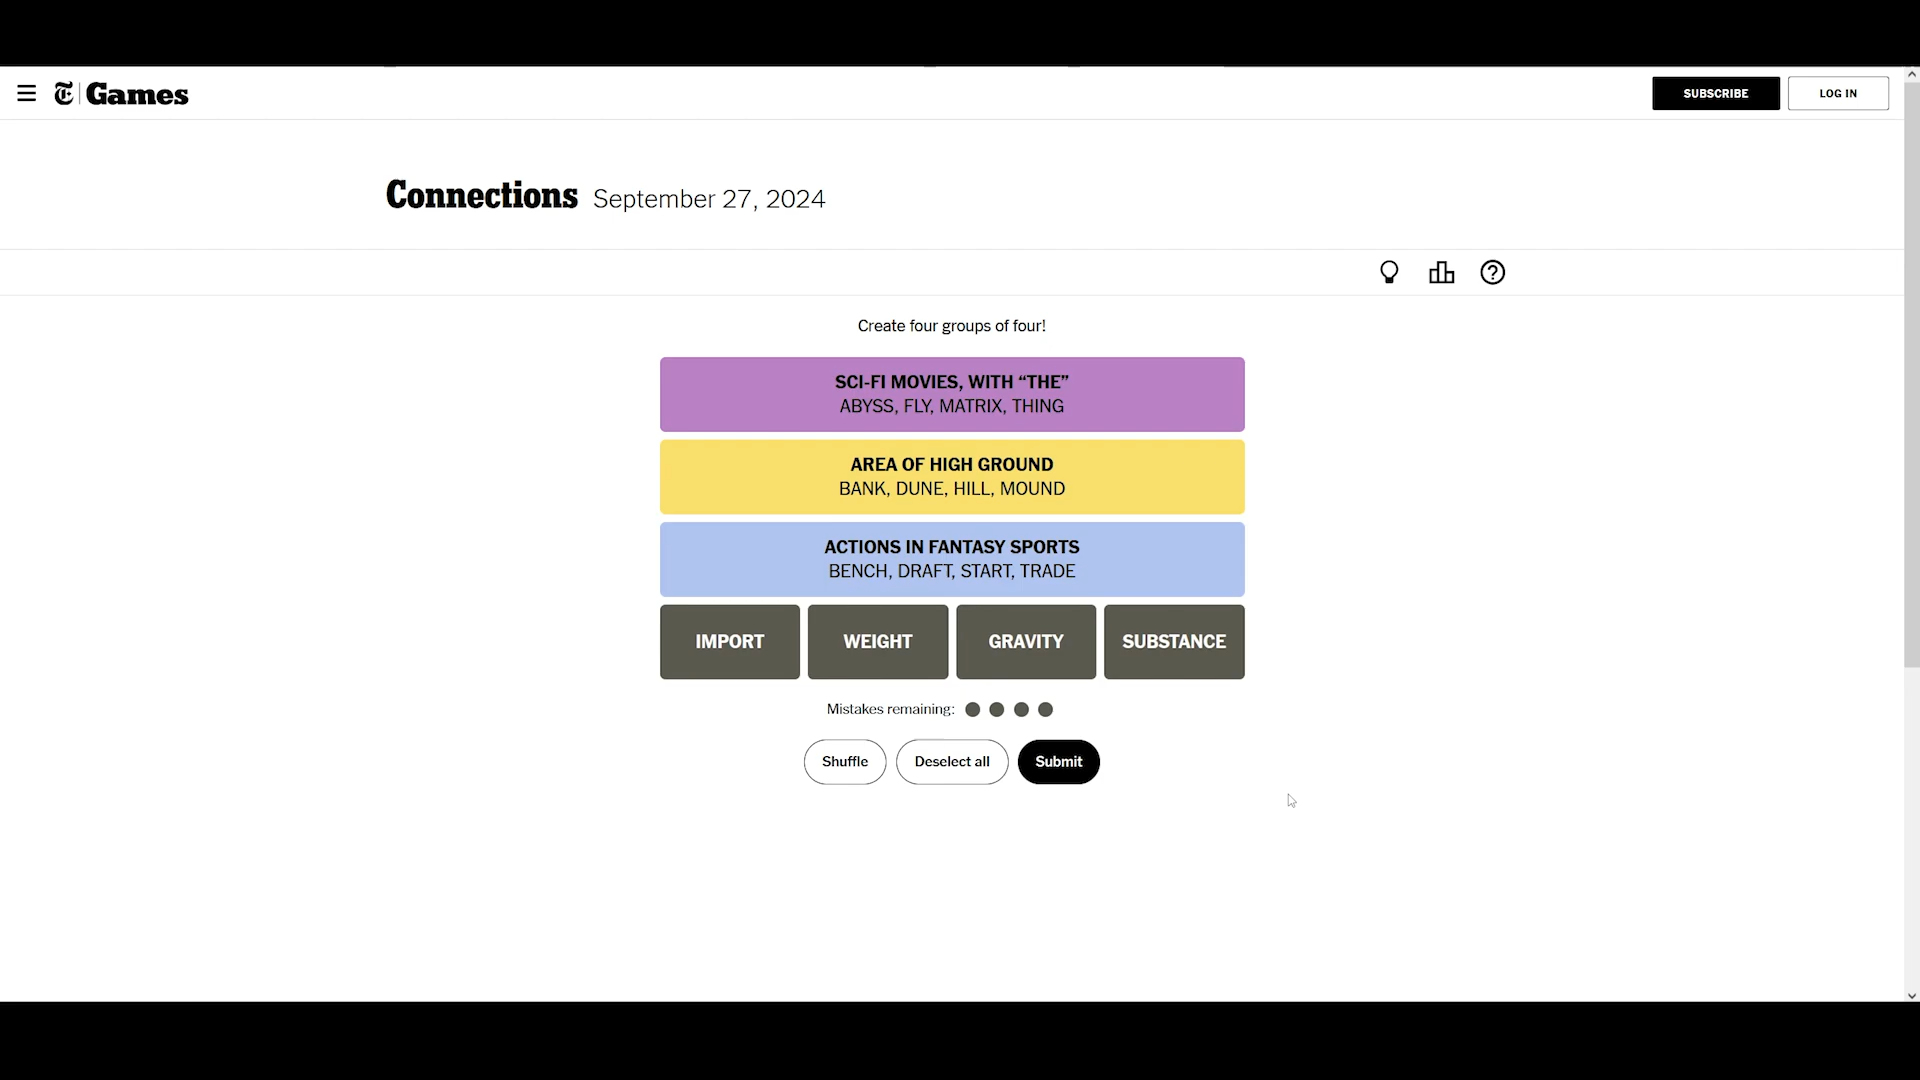 Games
SUBSCRIBE
LOG IN
Connections September 27, 2024
Create four groups of four!
SCI-FI MOVIES, WITH “THE”
ABYSS, FLY, MATRIX, THING
AREA OF HIGH GROUND
BANK, DUNE, HILL, MOUND
ACTIONS IN FANTASY SPORTS
BENCH, DRAFT, START, TRADE
IMPORT WEIGHT GRAVITY SUBSTANCE
Mistakes remaining:
Shuffle Deselect all Submit